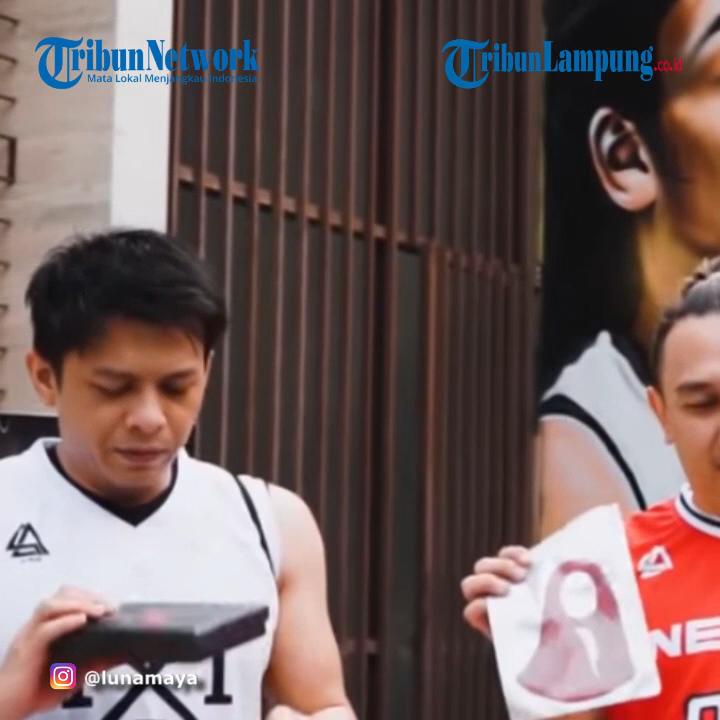 TribunNetwork
Mata Lokal Menjangkau Indonesia
TribunLampung.co.id
NE
@lunamaya